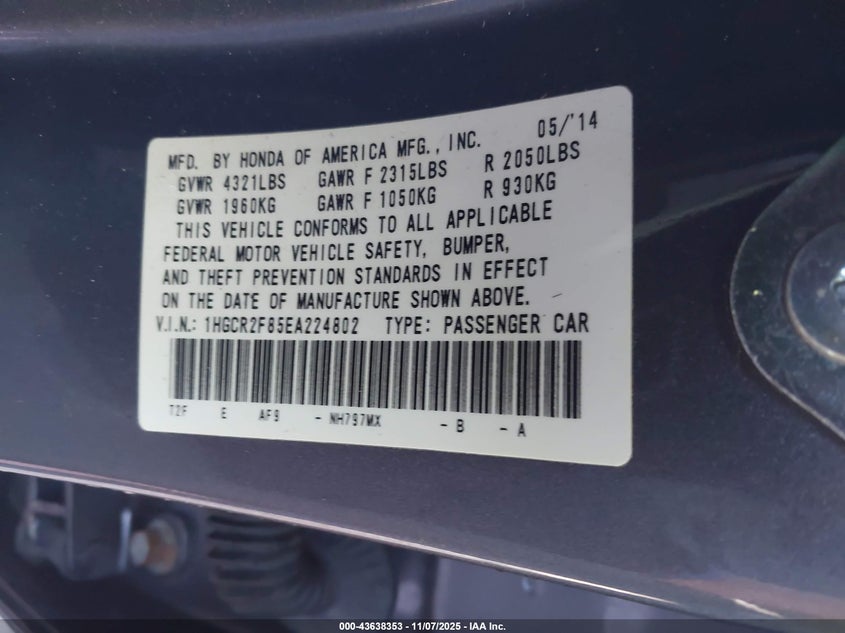 05/'14
MFD. BY HONDA OF AMERICA MFG., INC.
GVWR 4321LBS GAWR F 2315LBS R 2050LBS
GVWR 1960KG GAWR F 1050KG R 930KG
THIS VEHICLE CONFORMS TO ALL APPLICABLE
FEDERAL MOTOR VEHICLE SAFETY, BUMPER,
AND THEFT PREVENTION STANDARDS IN EFFECT
ON THE DATE OF MANUFACTURE SHOWN ABOVE.
V.I.N.: 1HGCR2F85EA224802 TYPE: PASSENGER CAR
T2F E AF9 - NH797MX - B - A
000-43638353 - 11/07/2025 - IAA Inc.